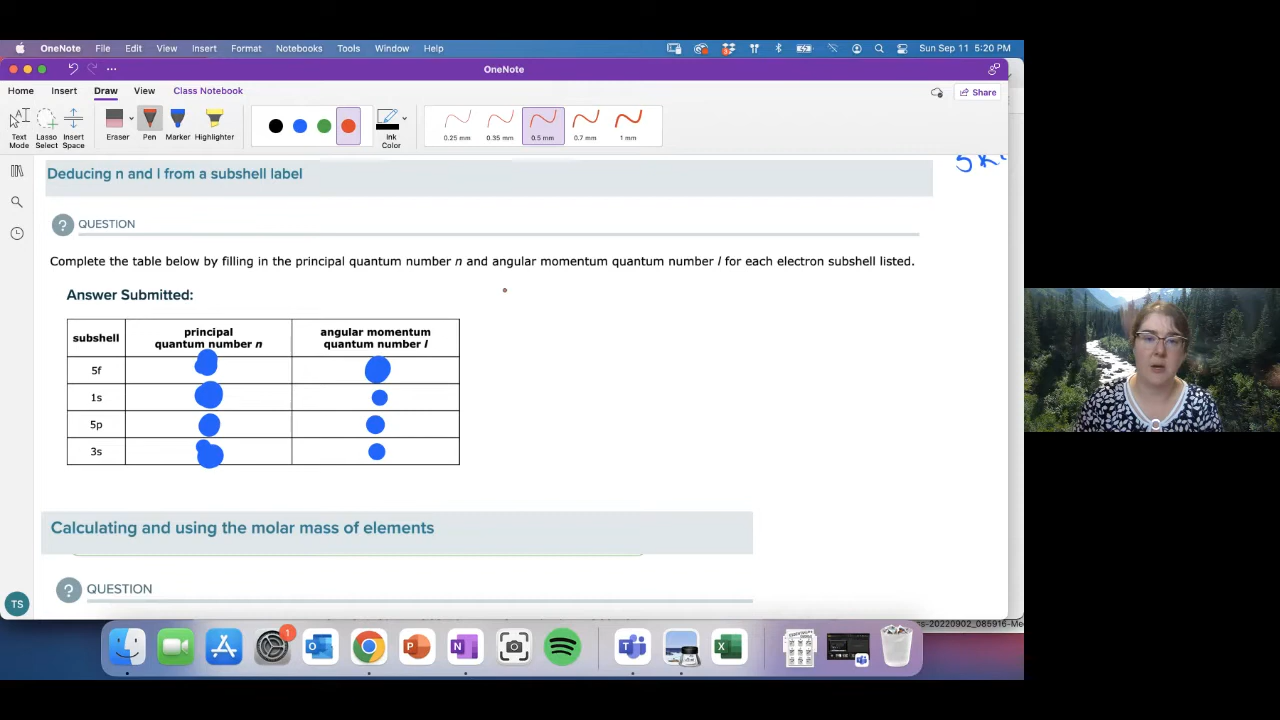 OneNote File Edit View Insert Format Notebooks Tools Window Help Sun Sep 11 5:20 PM
OneNote
Home Insert Draw View Class Notebook Share
Text Mode Lasso Select Insert Space Eraser Pen Marker Highlighter Ink Color 0.25 mm 0.35 mm 0.5 mm 0.7 mm 1 mm
Deducing n and l from a subshell label
? QUESTION
Complete the table below by filling in the principal quantum number n and angular momentum quantum number l for each electron subshell listed.
Answer Submitted:
subshell principal quantum number n angular momentum quantum number l
5f
1s
5p
3s
Calculating and using the molar mass of elements
? QUESTION
TS
1